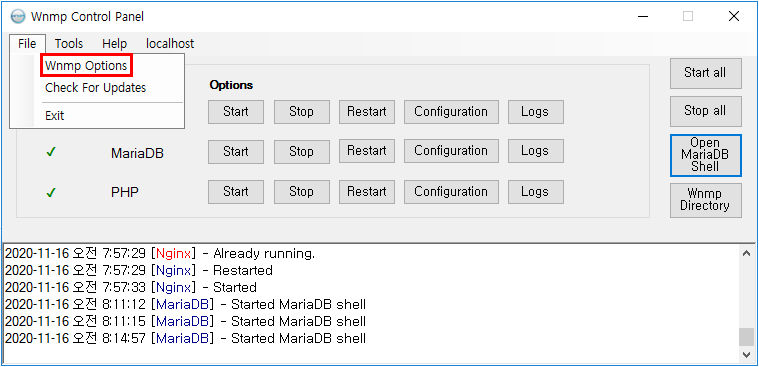 Wnmp Control Panel
File Tools Help localhost
Wnmp Options
Check For Updates
Exit
Options
Start Stop Restart Configuration Logs
✓ MariaDB Start Stop Restart Configuration Logs
✓ PHP Start Stop Restart Configuration Logs
Start all
Stop all
Open
MariaDB
Shell
Wnmp
Directory
2020-11-16 오전 7:57:29 [Nginx] - Already running.
2020-11-16 오전 7:57:29 [Nginx] - Restarted
2020-11-16 오전 7:57:33 [Nginx] - Started
2020-11-16 오전 8:11:12 [MariaDB] - Started MariaDB shell
2020-11-16 오전 8:11:15 [MariaDB] - Started MariaDB shell
2020-11-16 오전 8:14:57 [MariaDB] - Started MariaDB shell